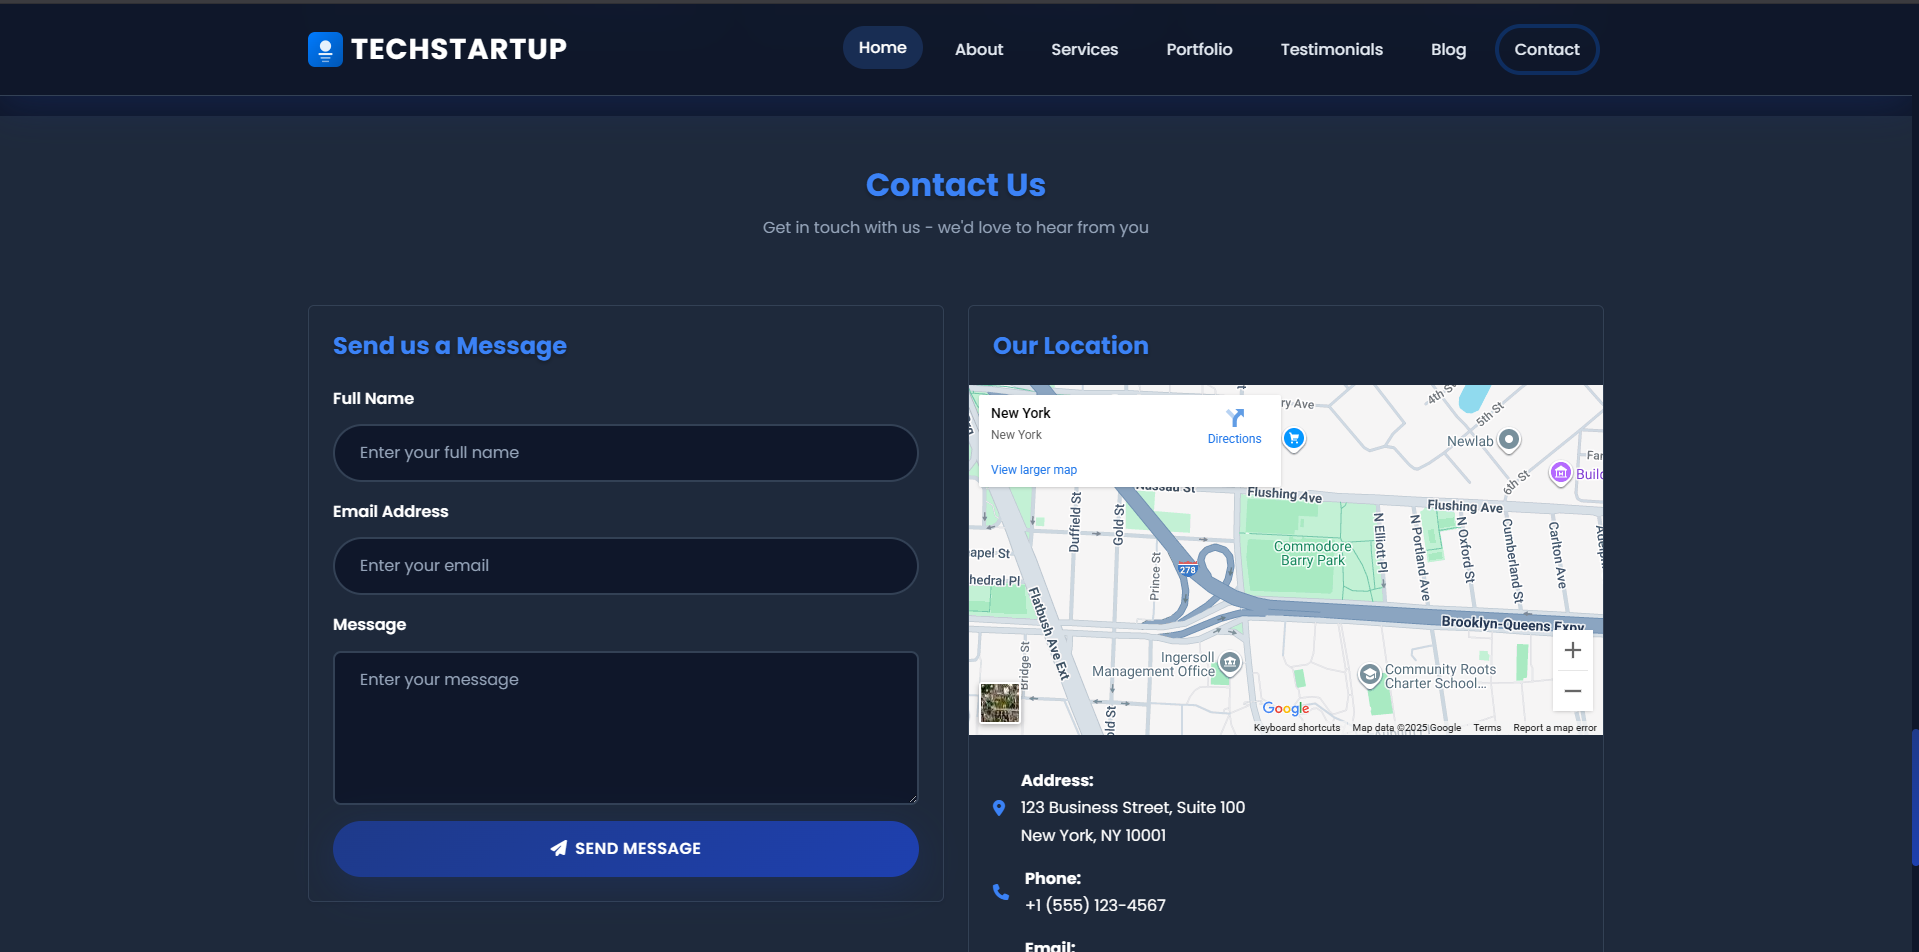 TECHSTARTUP
Home
About
Services
Portfolio
Testimonials
Blog
Contact
Contact Us
Get in touch with us - we'd love to hear from you
Send us a Message
Full Name
Enter your full name
Email Address
Enter your email
Message
Enter your message
SEND MESSAGE
Our Location
New York
New York
Directions
View larger map
ry Ave
4th St
5th St
Newlab
6th St
Flushing Ave
Flushing Ave
Nassau St
Duffield St
Gold St
Prince St
278
Commodore
Barry Park
N Elliott Pl
N Portland Ave
N Oxford St
Cumberland St
Carlton Ave
apel St
hedral Pl
Flatbush Ave Ext
Bridge St
old St
Brooklyn-Queens Expy
Ingersoll
Management Office
Community Roots
Charter School...
Google
Keyboard shortcuts
Map data ©2025 Google
Terms
Report a map error
Address:
123 Business Street, Suite 100
New York, NY 10001
Phone:
+1 (555) 123-4567
Email: